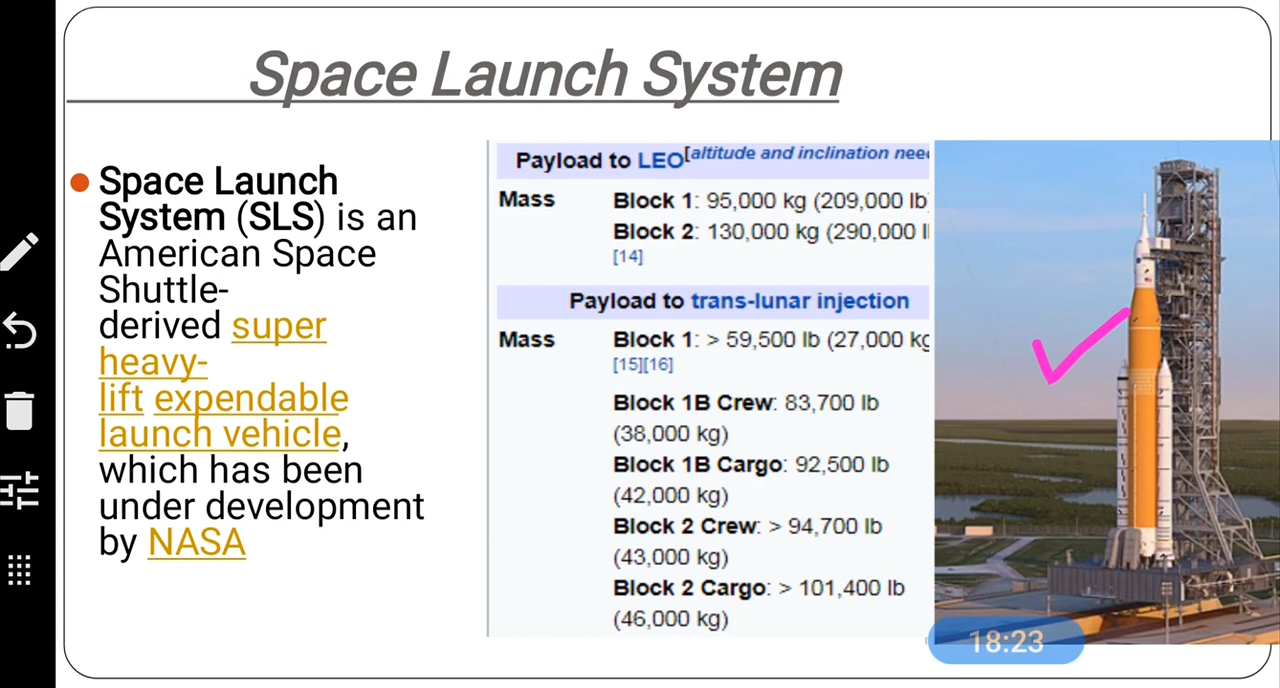 Space Launch System
Space Launch
System (SLS) is an
American Space
Shuttle-
derived super
heavy-
lift expendable
launch vehicle,
which has been
under development
by NASA
Payload to LEO[altitude and inclination
Mass
Block 1: 95,000 kg (209,000 lb
Block 2: 130,000 kg (290,000
[14]
Payload to trans-lunar injection
Mass
Block 1: > 59,500 lb (27,000 kg
[15][16]
Block 1B Crew: 83,700 lb
(38,000 kg)
Block 1B Cargo: 92,500 lb
(42,000 kg)
Block 2 Crew: > 94,700 lb
(43,000 kg)
Block 2 Cargo: > 101,400 lb
(46,000 kg)
18:23